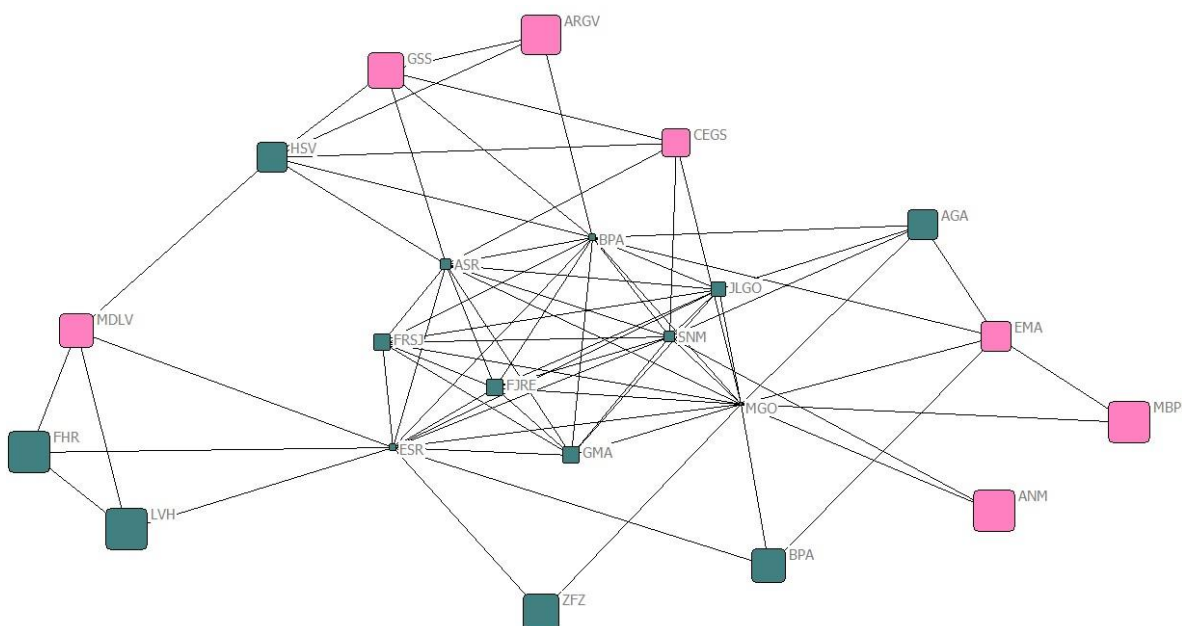 ARGV
GSS
CEGS
HSV
AGA
BPA
ASR
JLGO
MDLV
EMA
SNM
FRSJ
FJRE
MGO
MBP
FHR
ESR
GMA
ANM
LVH
BPA
ZFZ